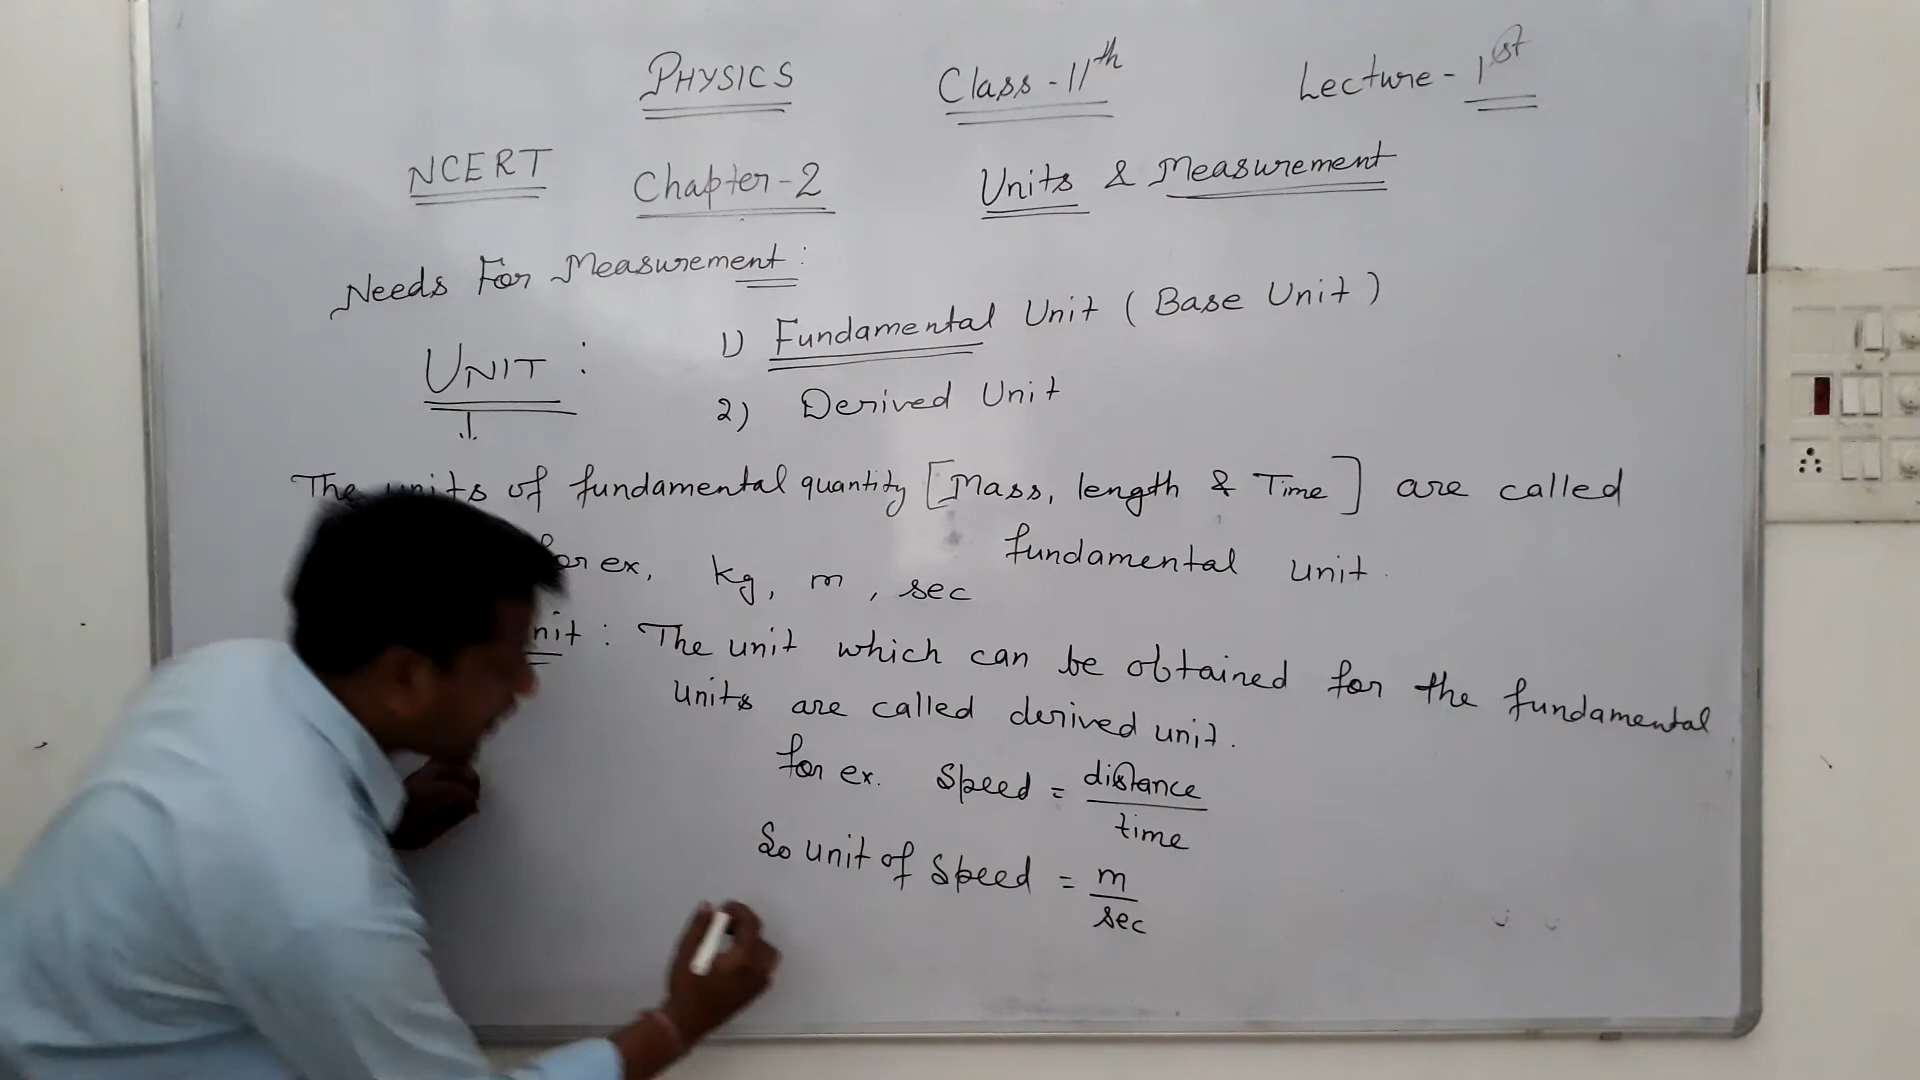 PHYSICS Class-11th Lecture-1st
NCERT Chapter-2 Units & Measurement
Needs For Measurement:
UNIT : 1) Fundamental Unit (Base Unit)
2) Derived Unit
The units of fundamental quantity [Mass, length & Time] are called
fundamental unit.
for ex, kg, m, sec
: The unit which can be obtained for the fundamental
units are called derived unit.
for ex. Speed = distance
time
So unit of speed = m
sec